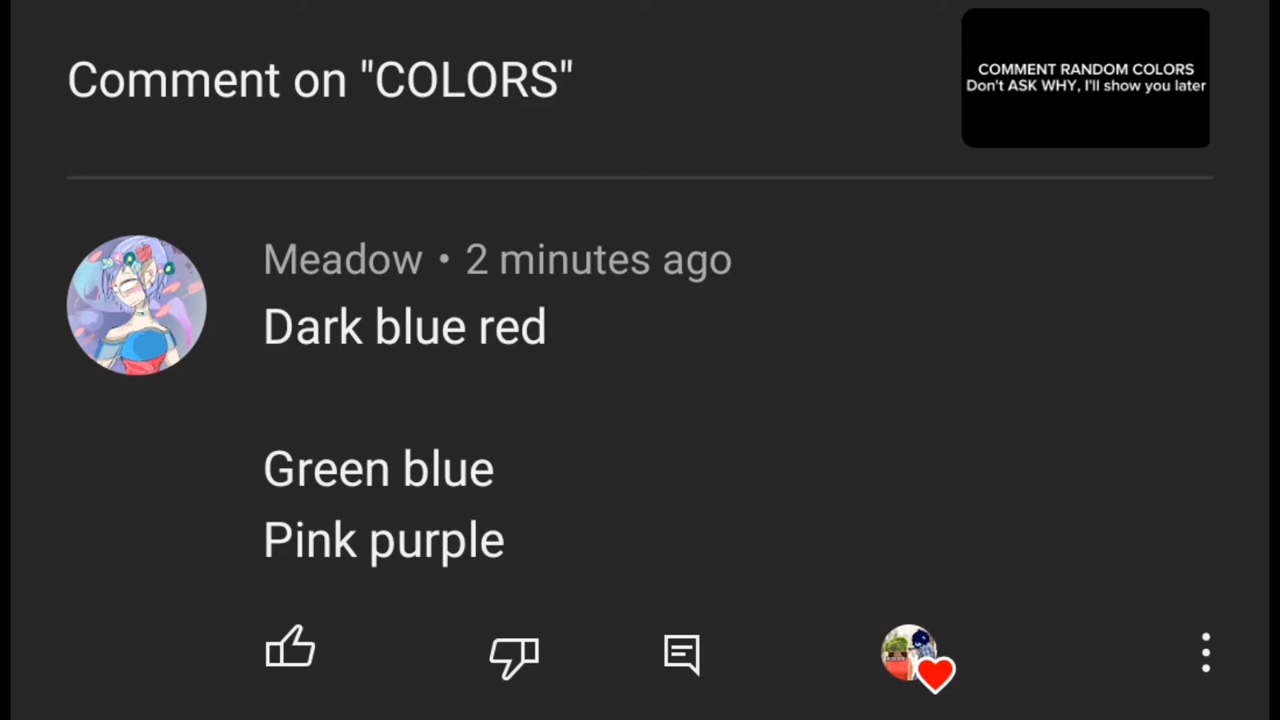 Comment on "COLORS"
COMMENT RANDOM COLORS
Don't ASK WHY, I'll show you later
Meadow • 2 minutes ago
Dark blue red
Green blue
Pink purple